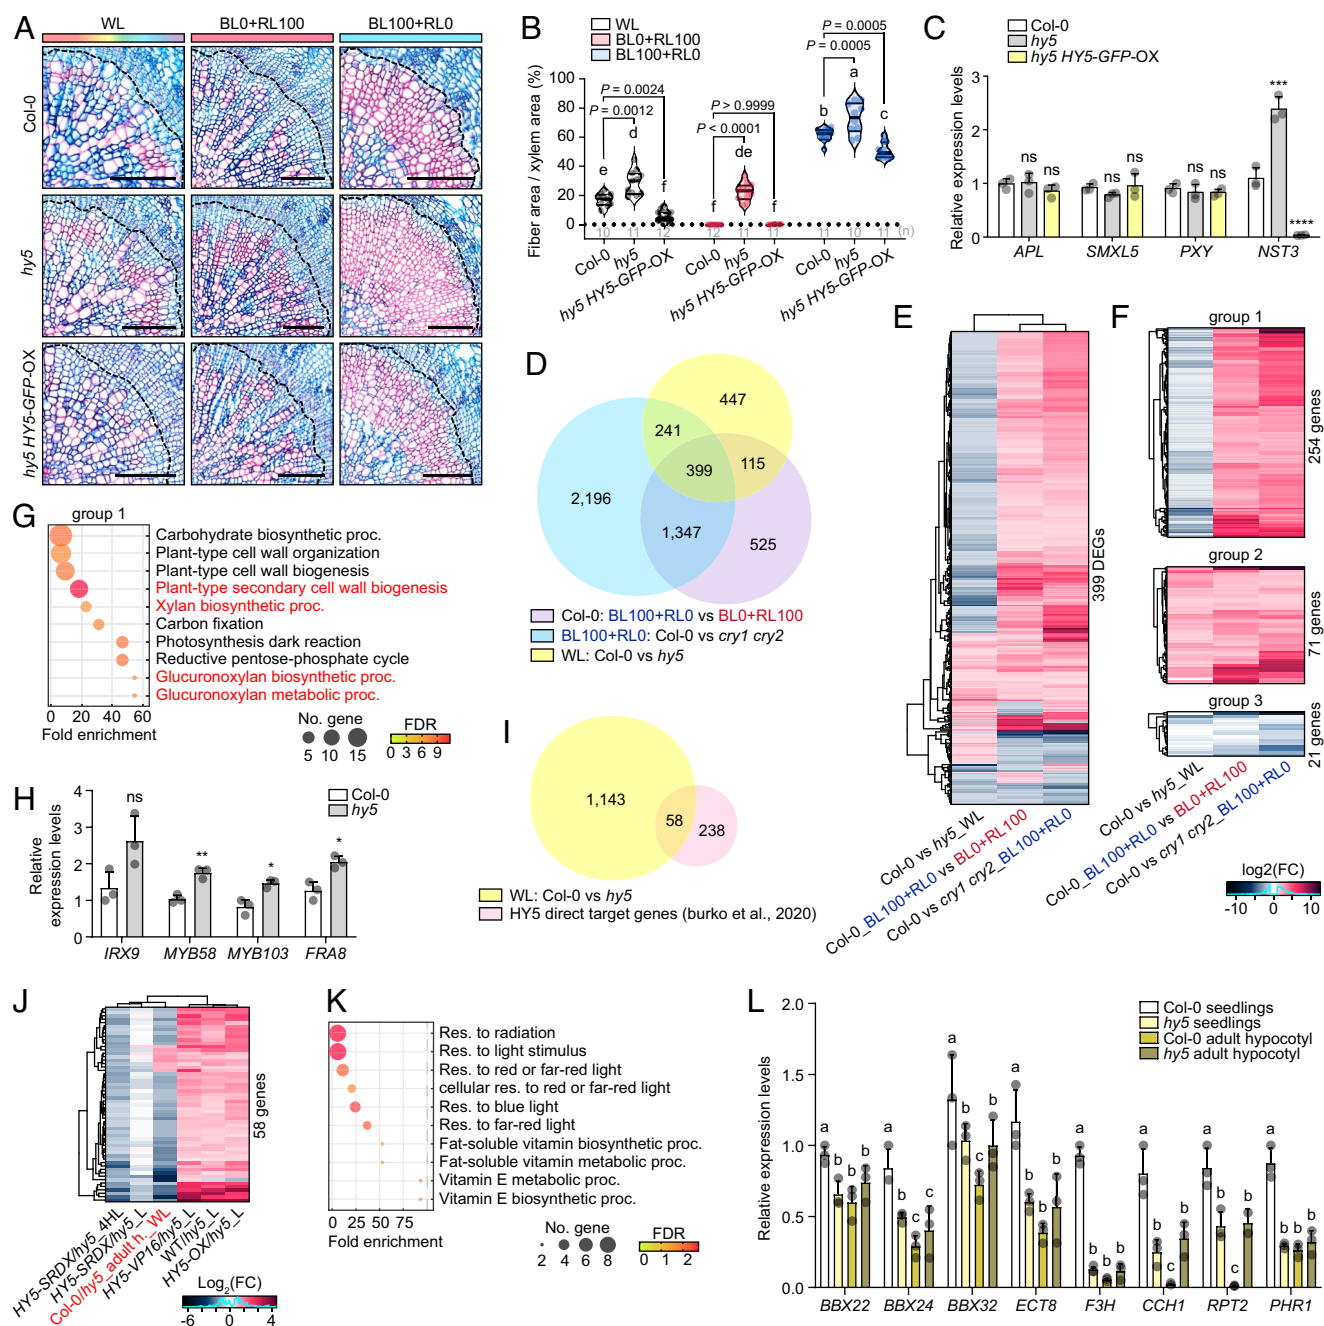 A
WL
BL0+RL100
BL100+RL0
Col-0
hy5
hy5 HY5-GFP-OX
B
WL
BL0+RL100
BL100+RL0
Fiber area / xylem area (%)
100
80
60
40
20
0
P = 0.0024
P = 0.0012
P > 0.9999
P < 0.0001
P = 0.0005
P = 0.0005
e
d
f
f
de
f
b
a
c
10 11 12 12 11 11 11 10 11 (n)
Col-0
hy5
hy5 HY5-GFP-OX
Col-0
hy5
hy5 HY5-GFP-OX
Col-0
hy5
hy5 HY5-GFP-OX
C
Col-0
hy5
hy5 HY5-GFP-OX
Relative expression levels
3
2
1
0
ns ns
ns ns
ns ns
***
****
APL SMXL5 PXY NST3
D
447
241
399
115
2,196
1,347
525
Col-0: BL100+RL0 vs BL0+RL100
BL100+RL0: Col-0 vs cry1 cry2
WL: Col-0 vs hy5
E
399 DEGs
Col-0 vs hy5_WL
Col-0_BL100+RL0 vs BL0+RL100
Col-0 vs cry1 cry2_BL100+RL0
F
group 1
254 genes
group 2
71 genes
group 3
21 genes
Col-0 vs hy5_WL
Col-0_BL100+RL0 vs BL0+RL100
Col-0 vs cry1 cry2_BL100+RL0
log2(FC)
-10 0 10
G
group 1
Carbohydrate biosynthetic proc.
Plant-type cell wall organization
Plant-type cell wall biogenesis
Plant-type secondary cell wall biogenesis
Xylan biosynthetic proc.
Carbon fixation
Photosynthesis dark reaction
Reductive pentose-phosphate cycle
Glucuronoxylan biosynthetic proc.
Glucuronoxylan metabolic proc.
0 20 40 60
Fold enrichment
No. gene
5 10 15
FDR
0 3 6 9
H
Col-0
hy5
Relative
expression levels
4
3
2
1
0
ns
**
*
*
IRX9 MYB58 MYB103 FRA8
I
1,143
58
238
WL: Col-0 vs hy5
HY5 direct target genes (burko et al., 2020)
J
58 genes
HY5-SRDX/hy5_4HL
HY5-SRDX/hy5_L
Col-0/hy5_adult h._WL
HY5-VP16/hy5_L
WT/hy5_L
HY5-OX/hy5_L
Log2(FC)
-6 0 4
K
Res. to radiation
Res. to light stimulus
Res. to red or far-red light
cellular res. to red or far-red light
Res. to blue light
Res. to far-red light
Fat-soluble vitamin biosynthetic proc.
Fat-soluble vitamin metabolic proc.
Vitamin E metabolic proc.
Vitamin E biosynthetic proc.
0 25 50 75
Fold enrichment
No. gene
2 4 6 8
FDR
0 1 2
L
Col-0 seedlings
hy5 seedlings
Col-0 adult hypocotyl
hy5 adult hypocotyl
Relative expression levels
2.0
1.5
1.0
0.5
0.0
a b b b
a b c c
a b c b
a b b b
a b b b
a b c b
a b c b
a b b b
BBX22 BBX24 BBX32 ECT8 F3H CCH1 RPT2 PHR1